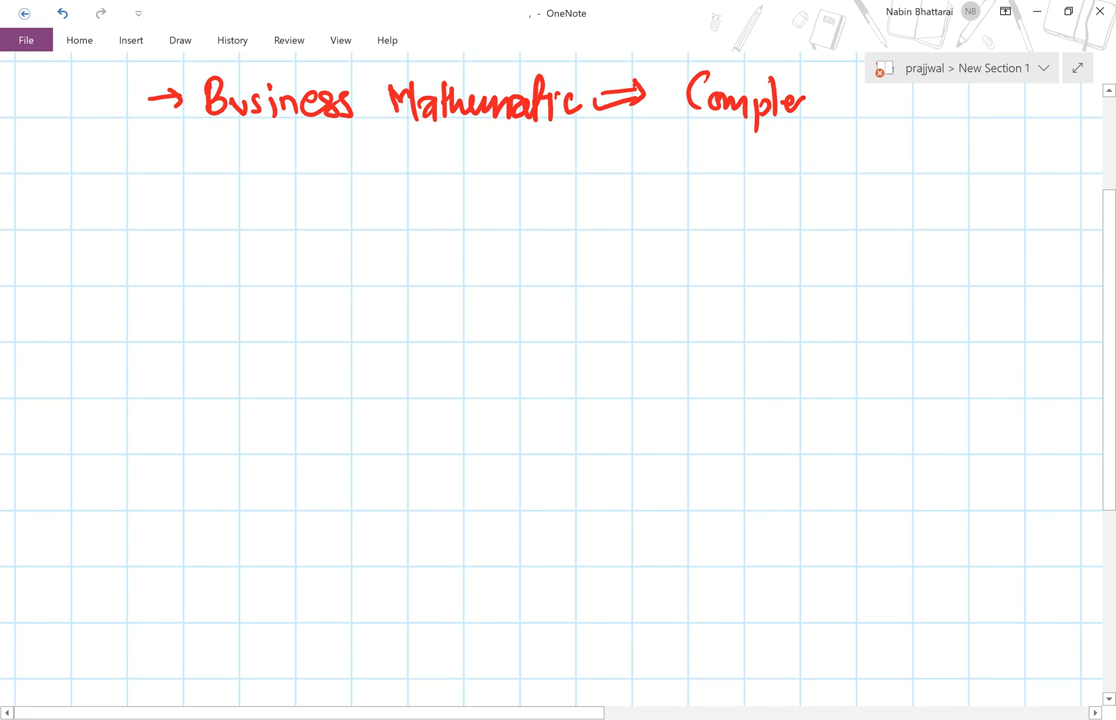 , - OneNote
Nabin Bhattarai NB
File Home Insert Draw History Review View Help
prajjwal > New Section 1
→ Business Mathematic ⇒ Comple